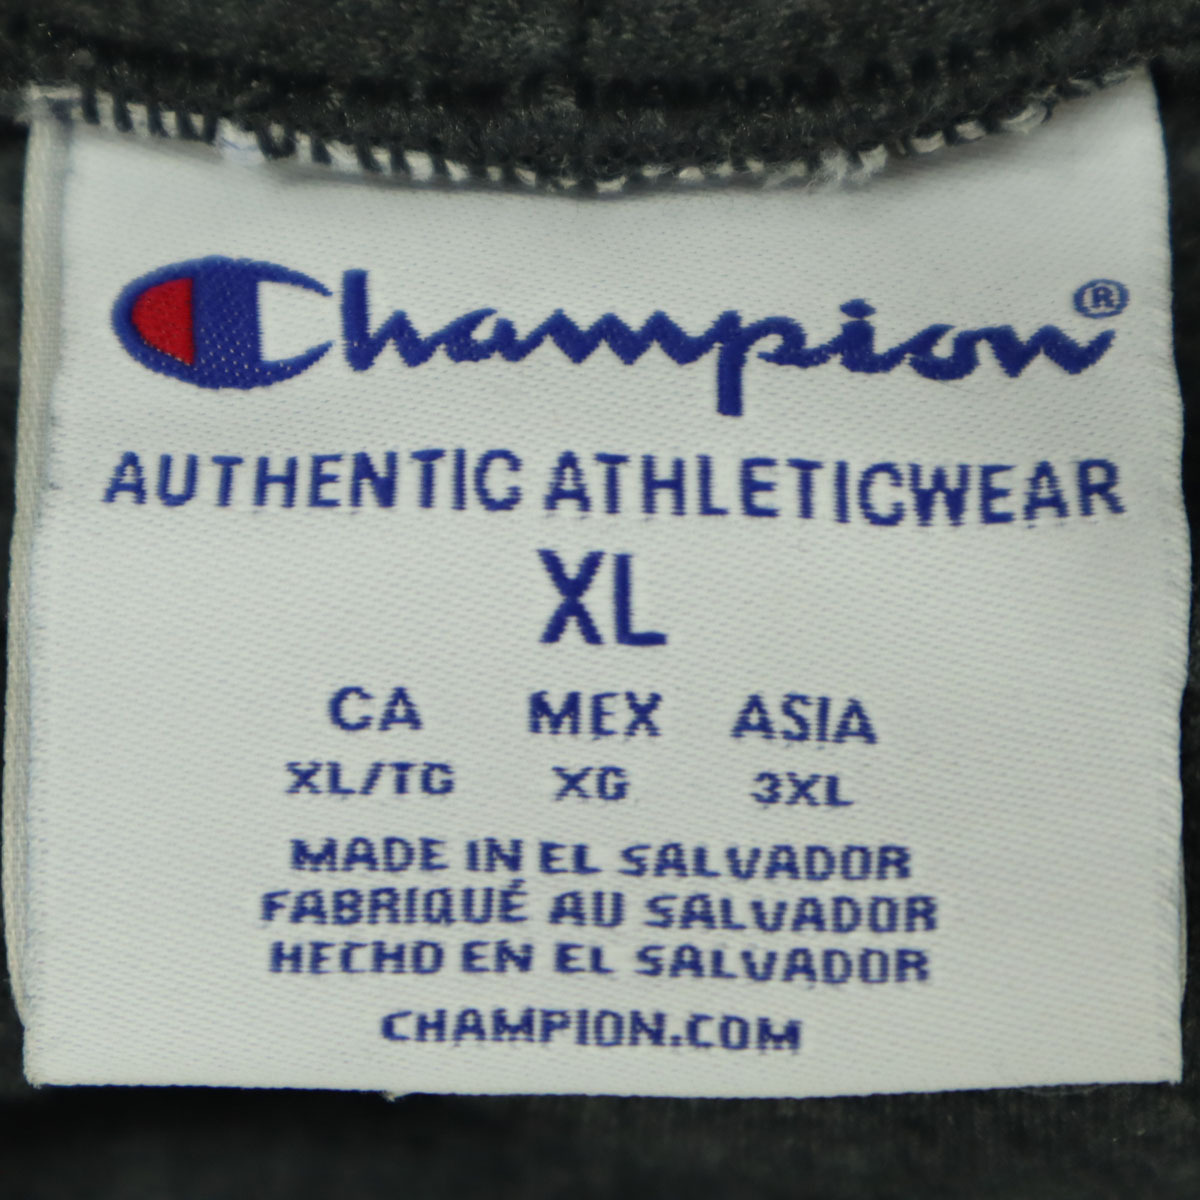 Champion®
AUTHENTIC ATHLETICWEAR
XL
CA MEX ASIA
XL/TG XG 3XL
MADE IN EL SALVADOR
FABRIQUÉ AU SALVADOR
HECHO EN EL SALVADOR
CHAMPION.COM